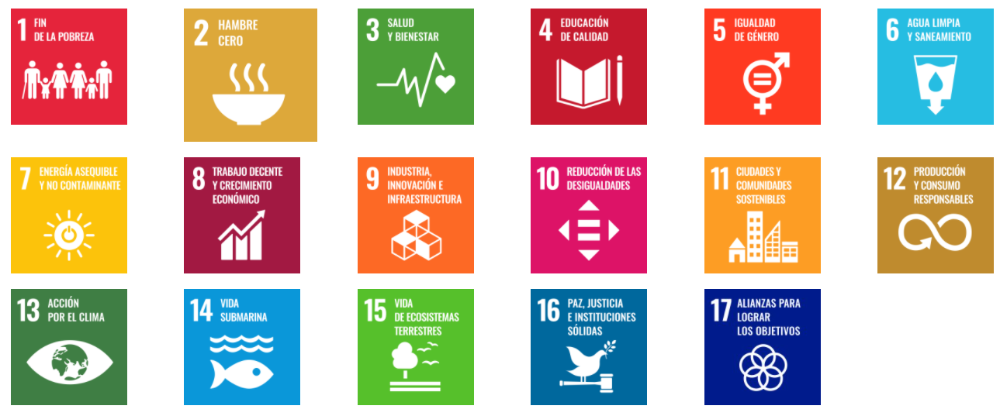 1 FIN
DE LA POBREZA
2 HAMBRE
CERO
3 SALUD
Y BIENESTAR
4 EDUCACIÓN
DE CALIDAD
5 IGUALDAD
DE GÉNERO
6 AGUA LIMPIA
Y SANEAMIENTO
7 ENERGÍA ASEQUIBLE
Y NO CONTAMINANTE
8 TRABAJO DECENTE
Y CRECIMIENTO
ECONÓMICO
9 INDUSTRIA,
INNOVACIÓN E
INFRAESTRUCTURA
10 REDUCCIÓN DE LAS
DESIGUALDADES
11 CIUDADES Y
COMUNIDADES
SOSTENIBLES
12 PRODUCCIÓN
Y CONSUMO
RESPONSABLES
13 ACCIÓN
POR EL CLIMA
14 VIDA
SUBMARINA
15 VIDA
DE ECOSISTEMAS
TERRESTRES
16 PAZ, JUSTICIA
E INSTITUCIONES
SÓLIDAS
17 ALIANZAS PARA
LOGRAR
LOS OBJETIVOS